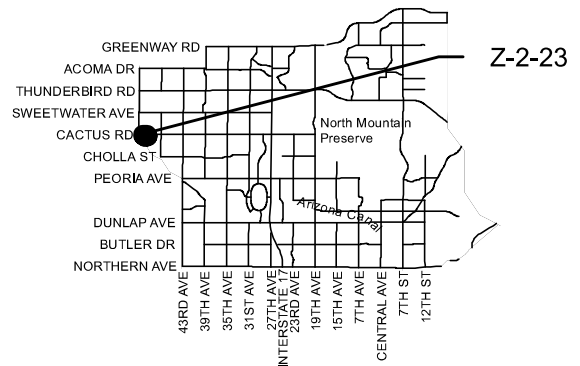 GREENWAY RD
Z-2-23
ACOMA DR
THUNDERBIRD RD
SWEETWATER AVE
North Mountain
Preserve
CACTUS RD
CHOLLA ST
PEORIA AVE
Arizona Canal
DUNLAP AVE
BUTLER DR
NORTHERN AVE
43RD AVE
39TH AVE
35TH AVE
31ST AVE
27TH AVE
INTERSTATE 17
23RD AVE
19TH AVE
15TH AVE
7TH AVE
CENTRAL AVE
7TH ST
12TH ST